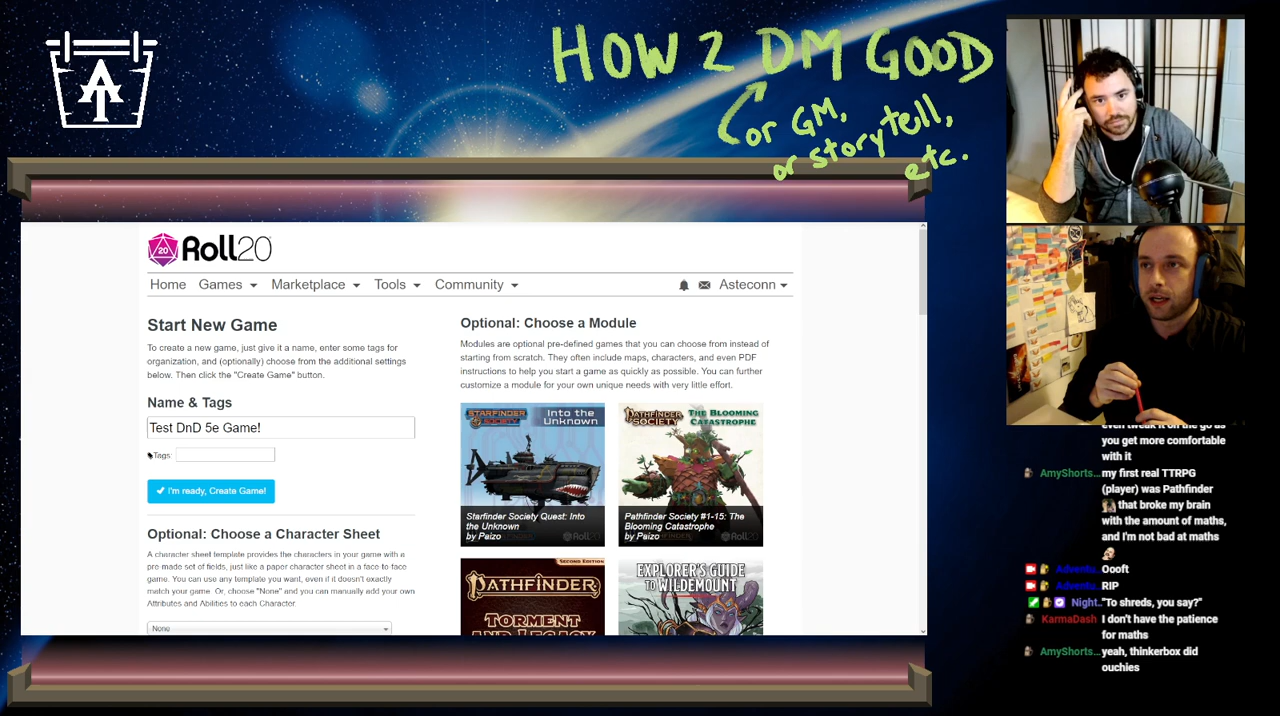 HOW 2 DM GOOD
or GM,
or storytell,
etc.
AT
20
Roll20
Home Games Marketplace Tools Community Asteconn
Start New Game
To create a new game, just give it a name, enter some tags for
organization, and (optionally) choose from the additional settings
below. Then click the "Create Game" button.
Name & Tags
Test DnD 5e Game!
Tags:
I'm ready, Create Game!
Optional: Choose a Character Sheet
A character sheet template provides the characters in your game with a
pre-made set of fields, just like a paper character sheet in a face-to-face
game. You can use any template you want, even if it doesn't exactly
match your game. Or, choose "None" and you can manually add your own
Attributes and Abilities to each Character.
None
Optional: Choose a Module
Modules are optional pre-defined games that you can choose from instead of
starting from scratch. They often include maps, characters, and even PDF
instructions to help you start a game as quickly as possible. You can further
customize a module for your own unique needs with very little effort.
STARFINDER
SOCIETY
Into the
Unknown
Starfinder Society Quest: Into
the Unknown
by Paizo
PATHFINDER
SOCIETY
THE BLOOMING
CATASTROPHE
Pathfinder Society #1-15: The
Blooming Catastrophe
by Paizo
SECOND EDITION
PATHFINDER
TORMENT
AND LEGACY
EXPLORER'S GUIDE
TO WILDEMOUNT
even tweak it on the go as
you get more comfortable
with it
AmyShorts... my first real TTRPG
(player) was Pathfinder
that broke my brain
with the amount of maths,
and I'm not bad at maths
Adventu.. Oooft
Adventu.. RIP
Night.. "To shreds, you say?"
KarmaDash I don't have the patience
for maths
AmyShorts... yeah, thinkerbox did
ouchies